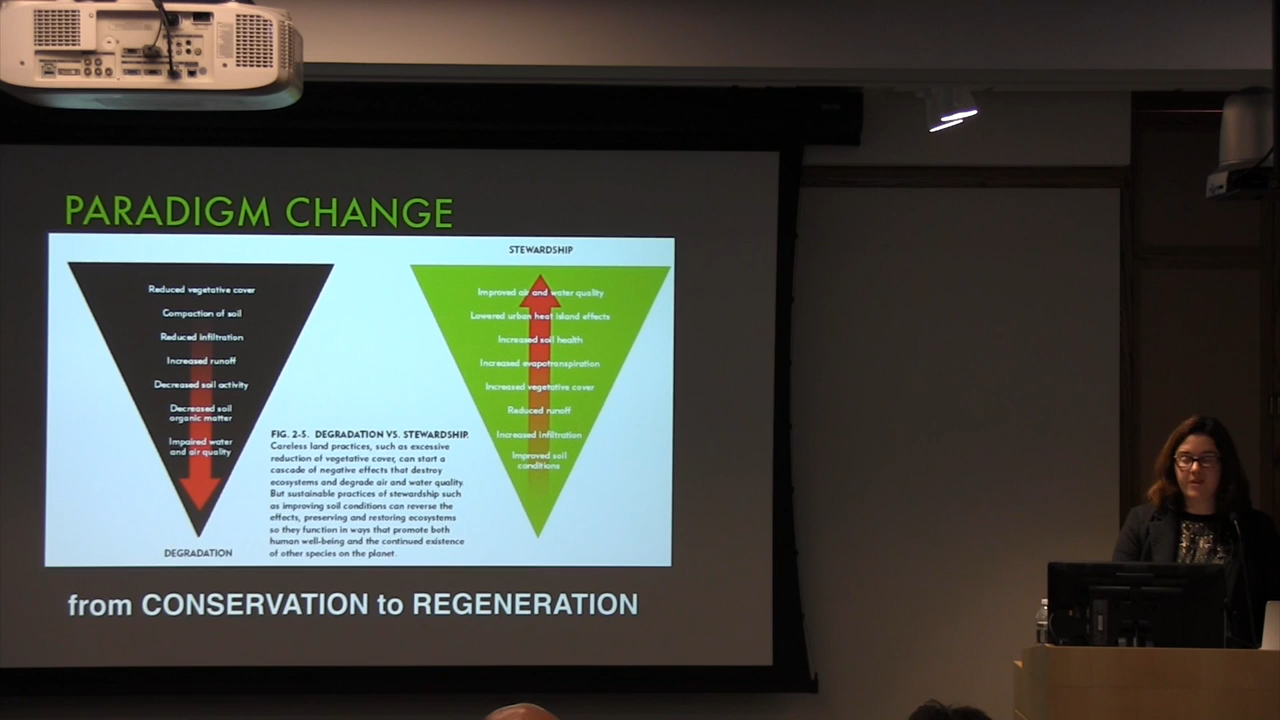 PARADIGM CHANGE
Reduced vegetative cover
Compaction of soil
Reduced infiltration
Increased runoff
Decreased soil activity
Decreased soil
organic matter
Impaired water
and air quality
DEGRADATION
FIG. 2-5. DEGRADATION VS. STEWARDSHIP.
Careless land practices, such as excessive
reduction of vegetative cover, can start a
cascade of negative effects that destroy
ecosystems and degrade air and water quality.
But sustainable practices of stewardship such
as improving soil conditions can reverse the
effects, preserving and restoring ecosystems
so they function in ways that promote both
human well-being and the continued existence
of other species on the planet.
STEWARDSHIP
Improved air and water quality
Lowered urban heat island effects
Increased soil health
Increased evapotranspiration
Increased vegetative cover
Reduced runoff
Increased infiltration
Improved soil
conditions
from CONSERVATION to REGENERATION